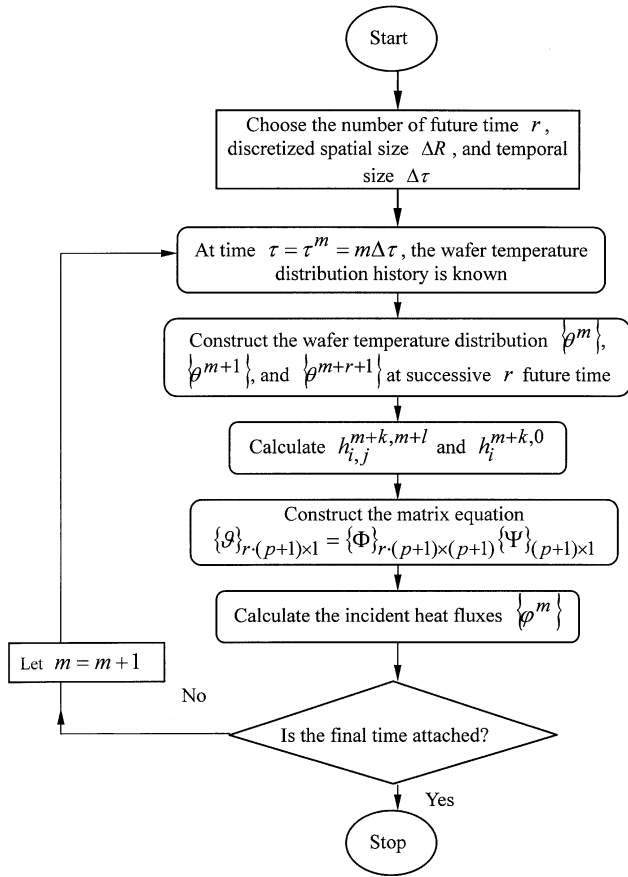 Start
Choose the number of future time r ,
discretized spatial size ΔR , and temporal
size Δτ
At time τ = τ^m = mΔτ , the wafer temperature
distribution history is known
Construct the wafer temperature distribution {θ^m},
{θ^{m+1}}, and {θ^{m+r+1}} at successive r future time
Calculate h_{i,j}^{m+k,m+l} and h_i^{m+k,0}
Construct the matrix equation
{ϑ}_{r·(p+1)×1} = {Φ}_{r·(p+1)×(p+1)} {Ψ}_{(p+1)×1}
Calculate the incident heat fluxes {φ^m}
Let m = m + 1
No
Is the final time attached?
Yes
Stop